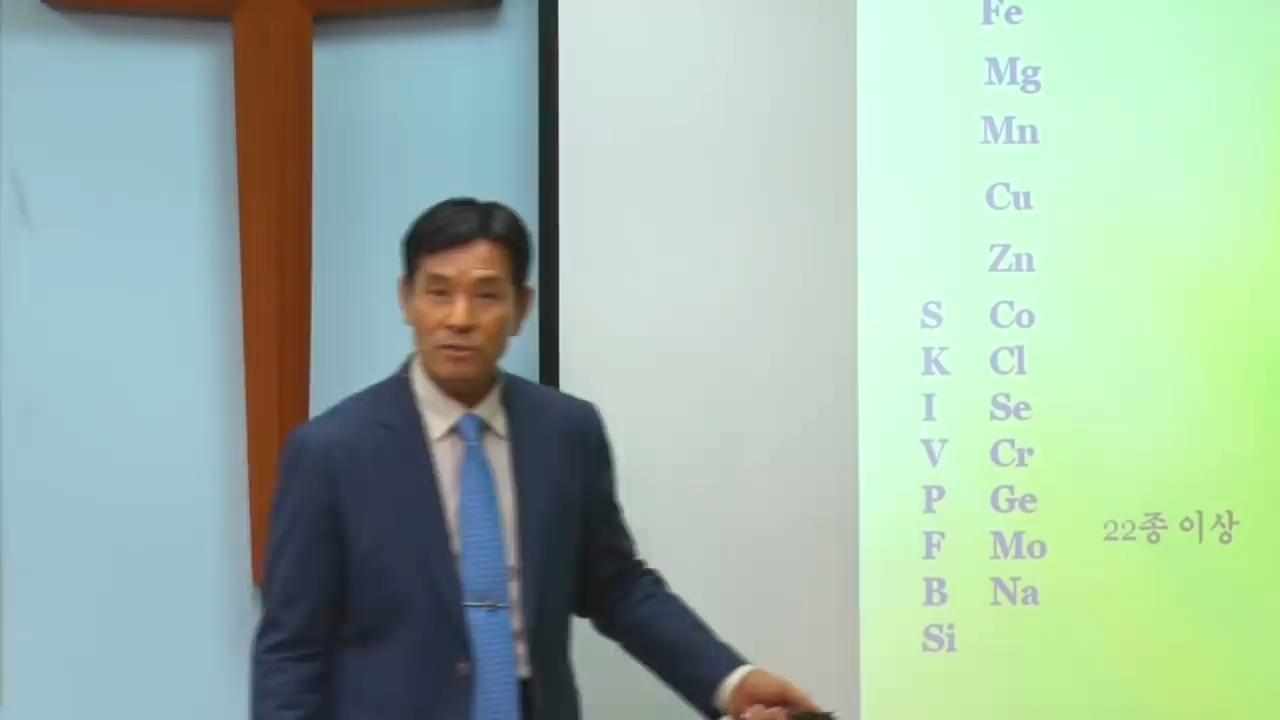 Fe
Mg
Mn
Cu
Zn
S Co
K Cl
I Se
V Cr
P Ge
F Mo
22종 이상
B Na
Si